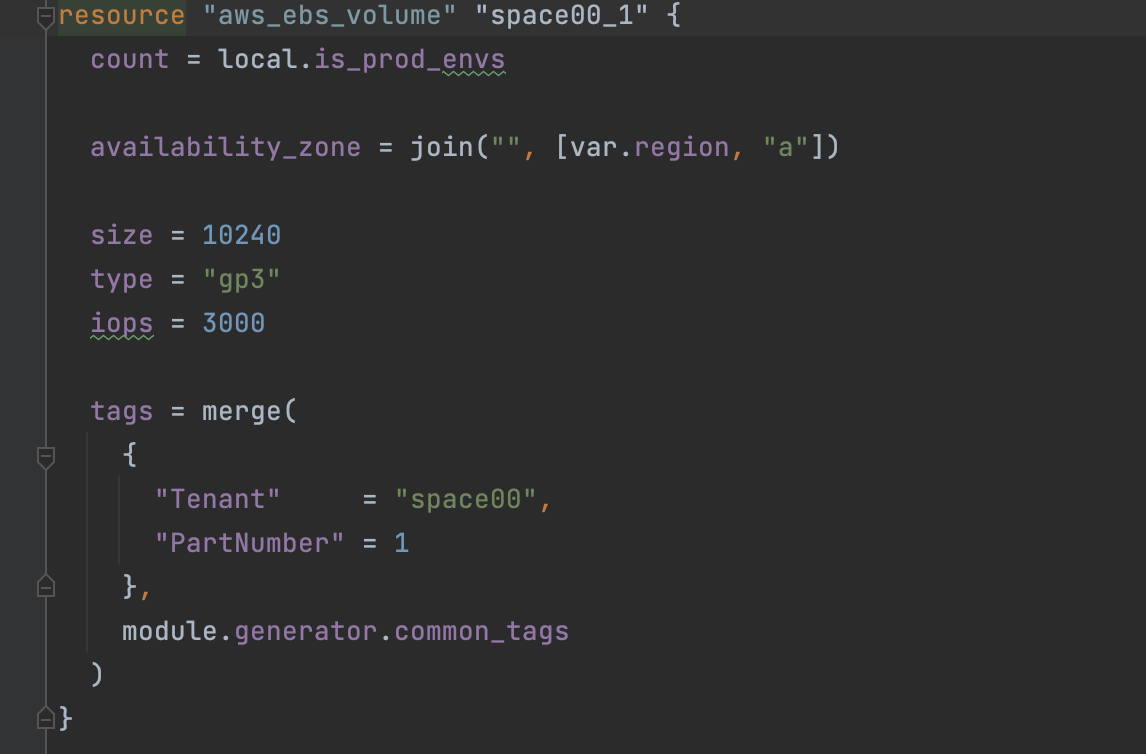 resource "aws_ebs_volume" "space00_1" {
count = local.is_prod_envs
availability_zone = join("", [var.region, "a"])
size = 10240
type = "gp3"
iops = 3000
tags = merge(
{
"Tenant"     = "space00",
"PartNumber" = 1
},
module.generator.common_tags
)
}